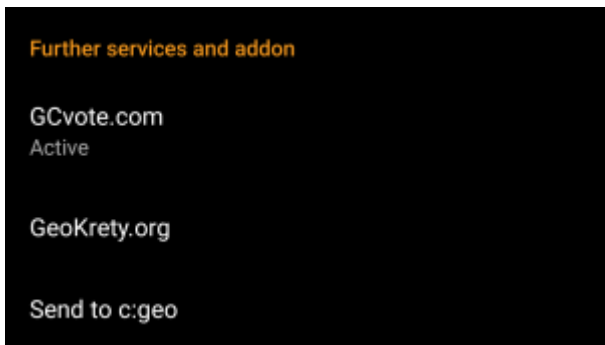 Further services and addon
GCvote.com
Active
GeoKrety.org
Send to c:geo